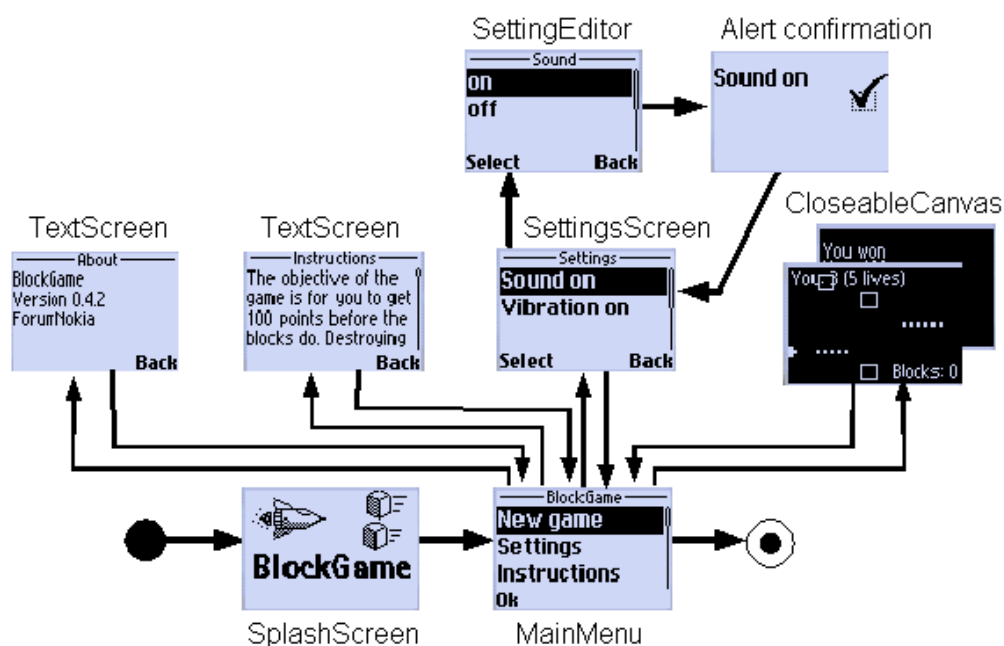 SettingEditor
Alert confirmation
Sound
on
off
Select Back
Sound on
TextScreen
TextScreen
SettingsScreen
CloseableCanvas
About
BlockGame
Version 0.4.2
ForumNokia
Back
Instructions
The objective of the
game is for you to get
100 points before the
blocks do. Destroying
Back
Settings
Sound on
Vibration on
Select Back
You won
You: 3 (5 lives)
Blocks: 0
BlockGame
SplashScreen
BlockGame
New game
Settings
Instructions
Ok
MainMenu